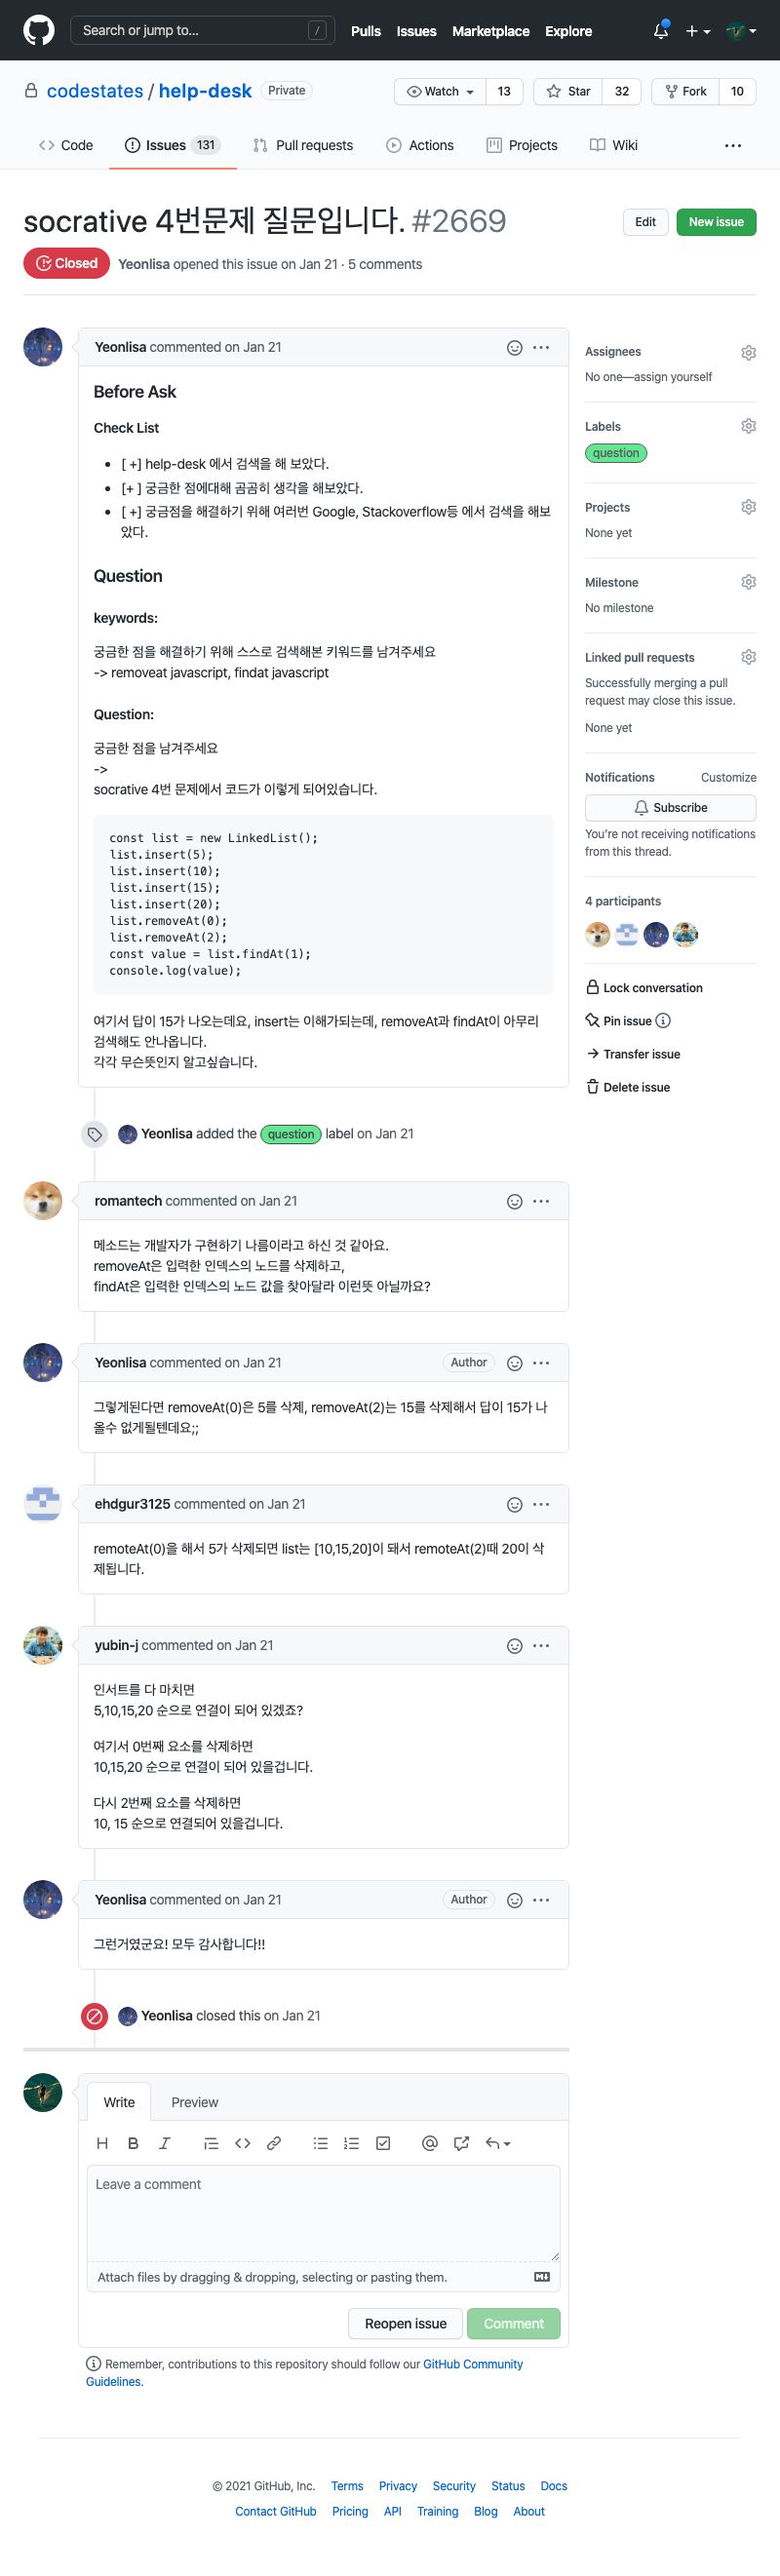 Search or jump to... /
Pulls Issues Marketplace Explore
codestates / help-desk Private
Watch 13 Star 32 Fork 10
Code Issues 131 Pull requests Actions Projects Wiki
socrative 4번문제 질문입니다. #2669
Edit New issue
Closed Yeonlisa opened this issue on Jan 21 · 5 comments
Yeonlisa commented on Jan 21
Before Ask
Check List
[ +] help-desk 에서 검색을 해 보았다.
[+ ] 궁금한 점에대해 곰곰히 생각을 해보았다.
[ +] 궁금점을 해결하기 위해 여러번 Google, Stackoverflow등 에서 검색을 해보
았다.
Question
keywords:
궁금한 점을 해결하기 위해 스스로 검색해본 키워드를 남겨주세요
-> removeat javascript, findat javascript
Question:
궁금한 점을 남겨주세요
->
socrative 4번 문제에서 코드가 이렇게 되어있습니다.
const list = new LinkedList();
list.insert(5);
list.insert(10);
list.insert(15);
list.insert(20);
list.removeAt(0);
list.removeAt(2);
const value = list.findAt(1);
console.log(value);
여기서 답이 15가 나오는데요, insert는 이해가되는데, removeAt과 findAt이 아무리
검색해도 안나옵니다.
각각 무슨뜻인지 알고싶습니다.
Yeonlisa added the question label on Jan 21
romantech commented on Jan 21
메소드는 개발자가 구현하기 나름이라고 하신 것 같아요.
removeAt은 입력한 인덱스의 노드를 삭제하고,
findAt은 입력한 인덱스의 노드 값을 찾아달라 이런뜻 아닐까요?
Yeonlisa commented on Jan 21 Author
그렇게된다면 removeAt(0)은 5를 삭제, removeAt(2)는 15를 삭제해서 답이 15가 나
올수 없게될텐데요;;
ehdgur3125 commented on Jan 21
remoteAt(0)을 해서 5가 삭제되면 list는 [10,15,20]이 돼서 remoteAt(2)때 20이 삭
제됩니다.
yubin-j commented on Jan 21
인서트를 다 마치면
5,10,15,20 순으로 연결이 되어 있겠죠?
여기서 0번째 요소를 삭제하면
10,15,20 순으로 연결이 되어 있을겁니다.
다시 2번째 요소를 삭제하면
10, 15 순으로 연결되어 있을겁니다.
Yeonlisa commented on Jan 21 Author
그런거였군요! 모두 감사합니다!!
Yeonlisa closed this on Jan 21
Write Preview
Leave a comment
Attach files by dragging & dropping, selecting or pasting them.
Reopen issue Comment
Remember, contributions to this repository should follow our GitHub Community
Guidelines.
Assignees
No one—assign yourself
Labels
question
Projects
None yet
Milestone
No milestone
Linked pull requests
Successfully merging a pull
request may close this issue.
None yet
Notifications Customize
Subscribe
You're not receiving notifications
from this thread.
4 participants
Lock conversation
Pin issue
Transfer issue
Delete issue
© 2021 GitHub, Inc. Terms Privacy Security Status Docs
Contact GitHub Pricing API Training Blog About